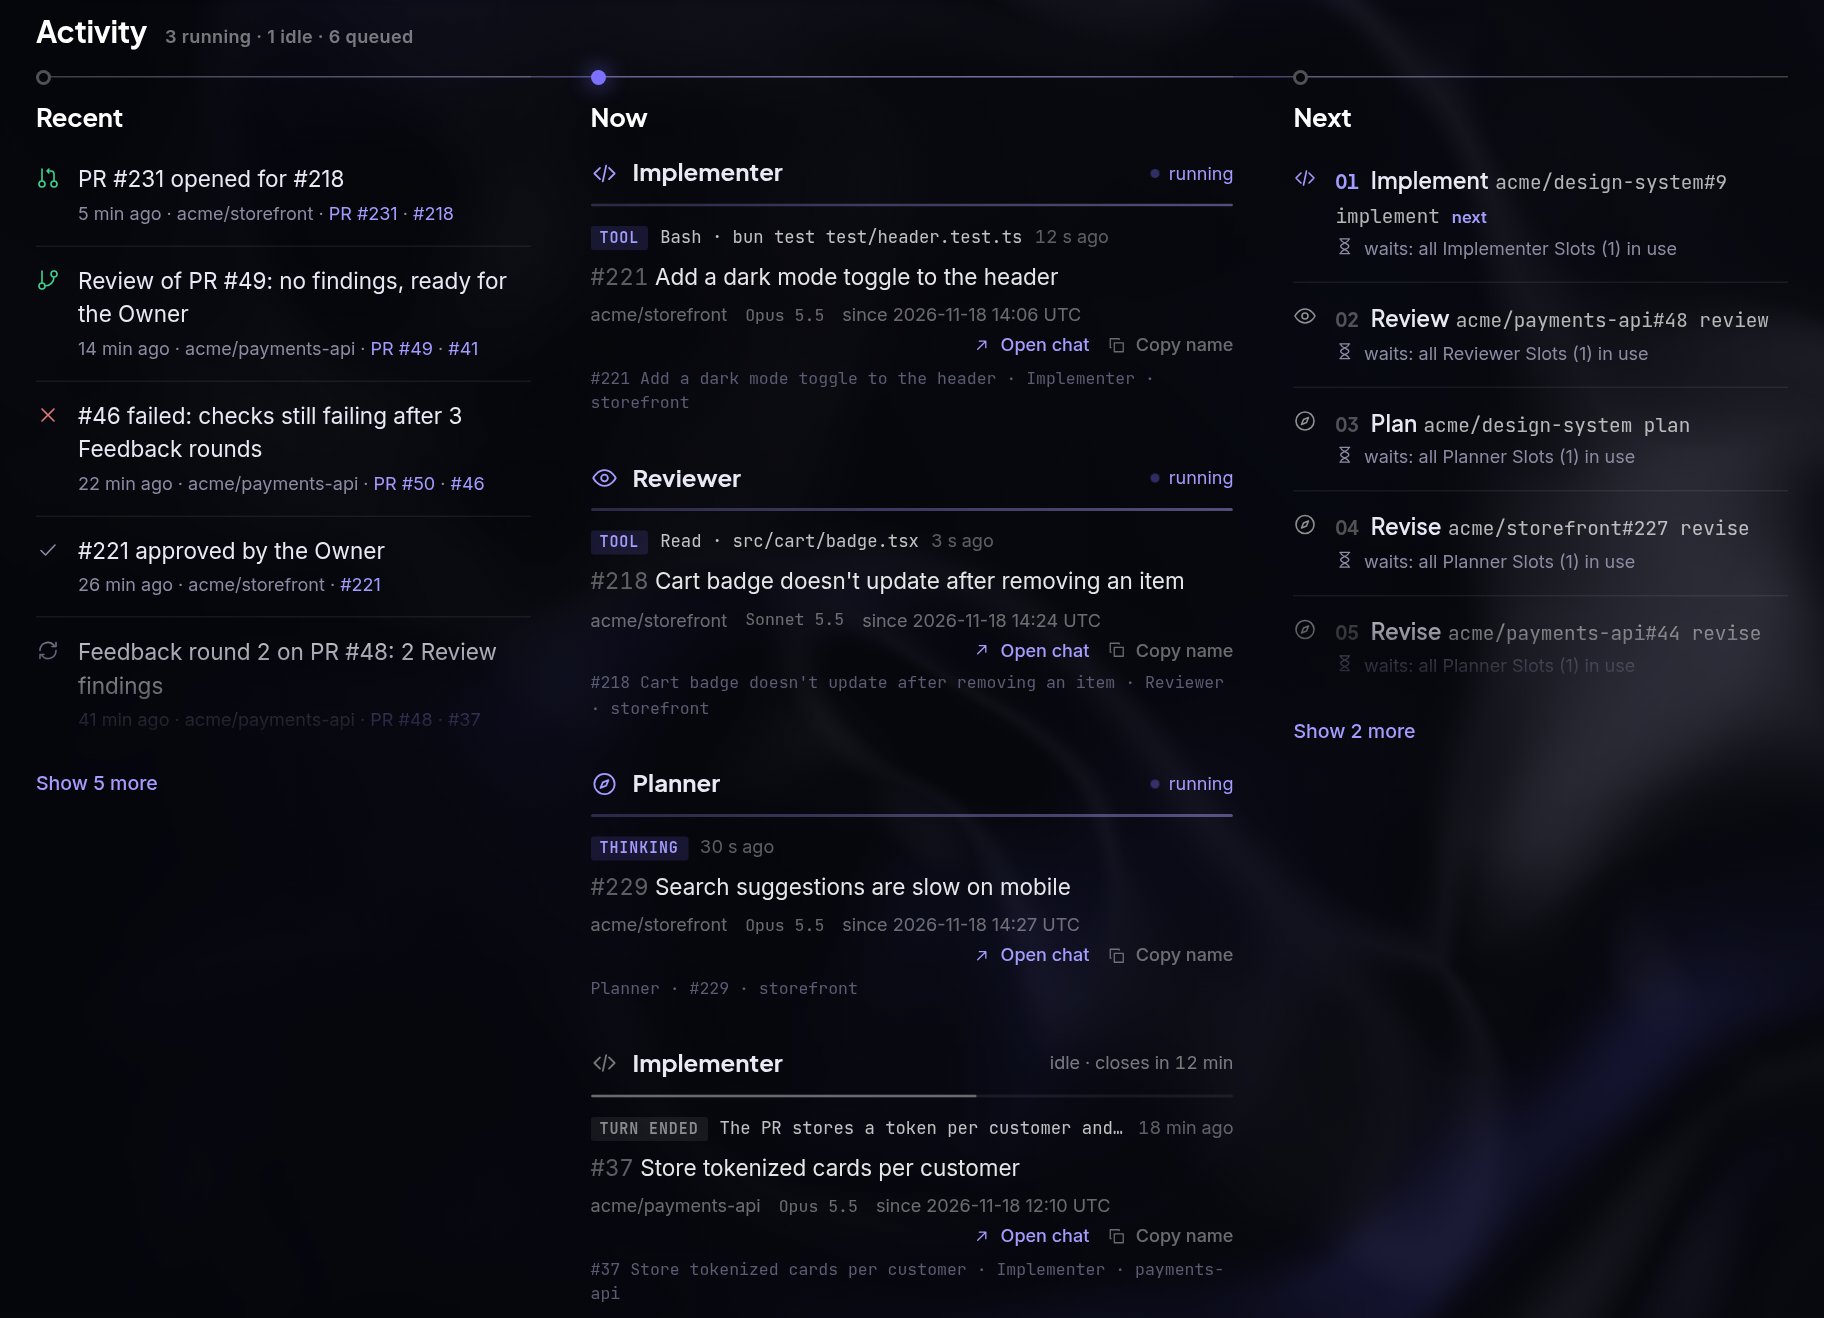 Activity 3 running · 1 idle · 6 queued
Recent
PR #231 opened for #218
5 min ago · acme/storefront · PR #231 · #218
Review of PR #49: no findings, ready for
the Owner
14 min ago · acme/payments-api · PR #49 · #41
#46 failed: checks still failing after 3
Feedback rounds
22 min ago · acme/payments-api · PR #50 · #46
#221 approved by the Owner
26 min ago · acme/storefront · #221
Feedback round 2 on PR #48: 2 Review
findings
41 min ago · acme/payments-api · PR #48 · #37
Show 5 more
Now
Implementer running
TOOL Bash · bun test test/header.test.ts 12 s ago
#221 Add a dark mode toggle to the header
acme/storefront Opus 5.5 since 2026-11-18 14:06 UTC
Open chat Copy name
#221 Add a dark mode toggle to the header · Implementer ·
storefront
Reviewer running
TOOL Read · src/cart/badge.tsx 3 s ago
#218 Cart badge doesn't update after removing an item
acme/storefront Sonnet 5.5 since 2026-11-18 14:24 UTC
Open chat Copy name
#218 Cart badge doesn't update after removing an item · Reviewer
· storefront
Planner running
THINKING 30 s ago
#229 Search suggestions are slow on mobile
acme/storefront Opus 5.5 since 2026-11-18 14:27 UTC
Open chat Copy name
Planner · #229 · storefront
Implementer idle · closes in 12 min
TURN ENDED The PR stores a token per customer and… 18 min ago
#37 Store tokenized cards per customer
acme/payments-api Opus 5.5 since 2026-11-18 12:10 UTC
Open chat Copy name
#37 Store tokenized cards per customer · Implementer · payments-
api
Next
01 Implement acme/design-system#9
implement next
waits: all Implementer Slots (1) in use
02 Review acme/payments-api#48 review
waits: all Reviewer Slots (1) in use
03 Plan acme/design-system plan
waits: all Planner Slots (1) in use
04 Revise acme/storefront#227 revise
waits: all Planner Slots (1) in use
05 Revise acme/payments-api#44 revise
waits: all Planner Slots (1) in use
Show 2 more